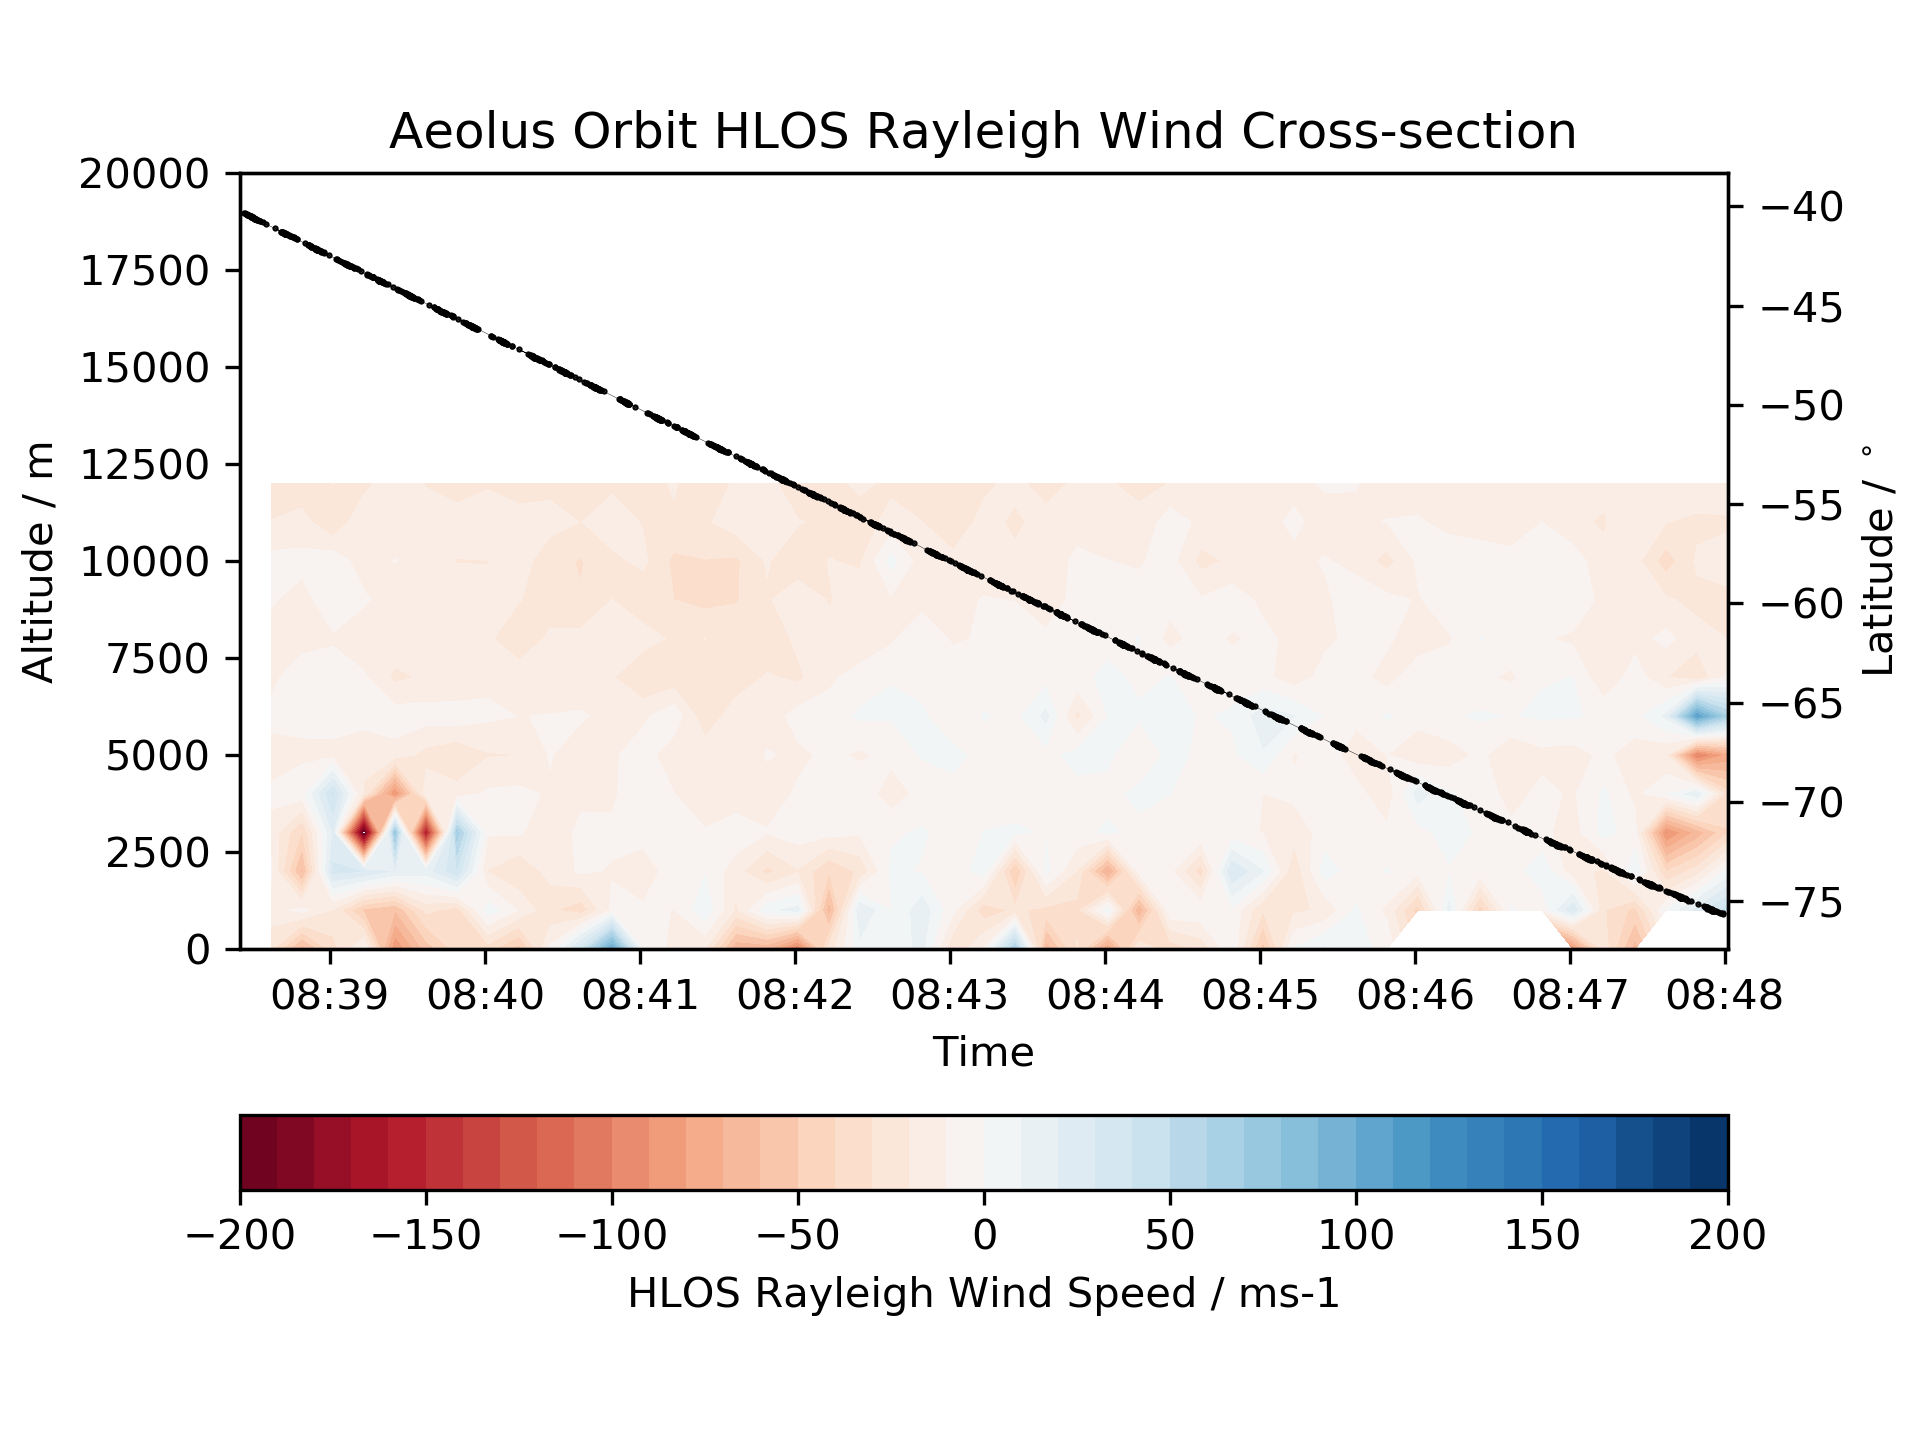 Aeolus Orbit HLOS Rayleigh Wind Cross-section
20000
17500
15000
12500
10000
7500
5000
2500
0
Altitude / m
−40
−45
−50
−55
−60
−65
−70
−75
Latitude / °
08:39 08:40 08:41 08:42 08:43 08:44 08:45 08:46 08:47 08:48
Time
−200 −150 −100 −50 0 50 100 150 200
HLOS Rayleigh Wind Speed / ms-1